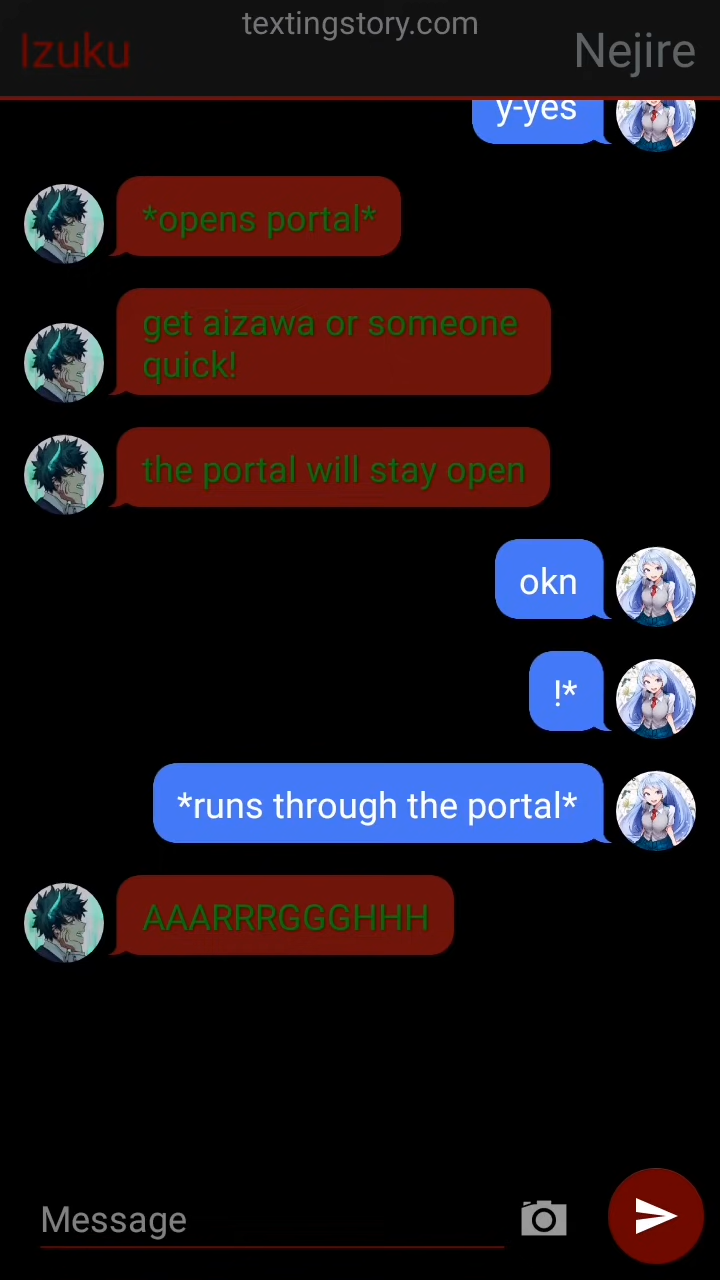 textingstory.com
Izuku
Nejire
y-yes
*opens portal*
get aizawa or someone
quick!
the portal will stay open
okn
!*
*runs through the portal*
AAARRRGGGHHH
Message